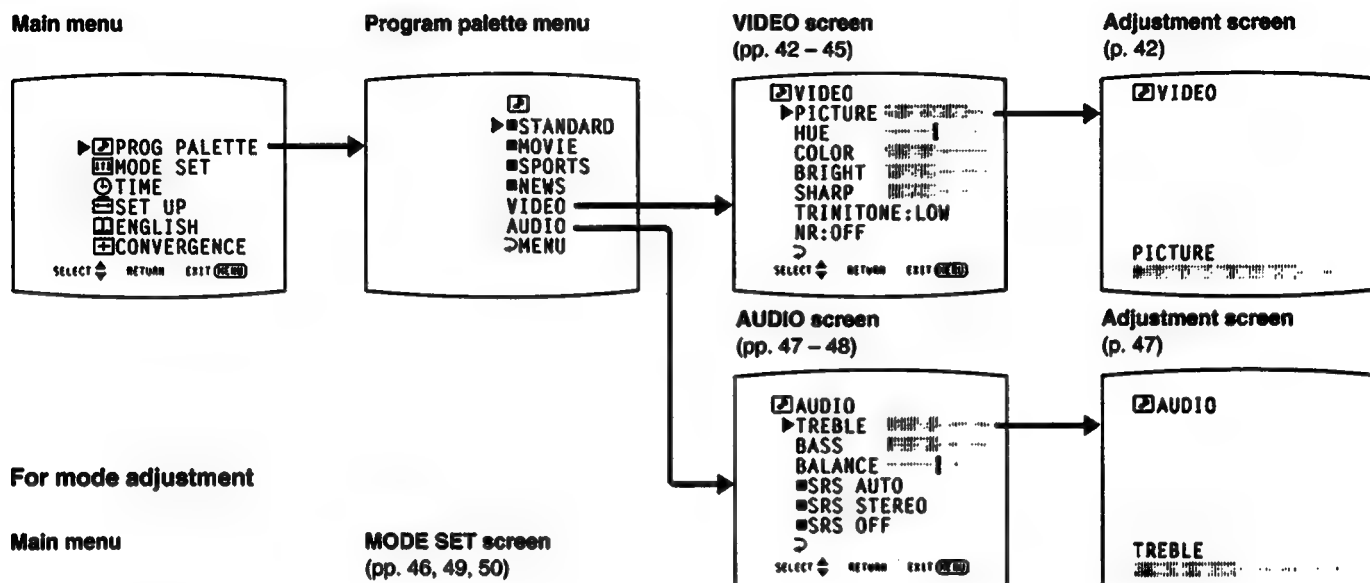 Main menu
PROG PALETTE
MODE SET
TIME
SET UP
ENGLISH
CONVERGENCE
SELECT RETURN EXIT MENU
Program palette menu
STANDARD
MOVIE
SPORTS
NEWS
VIDEO
AUDIO
MENU
VIDEO screen
(pp. 42 – 45)
VIDEO
PICTURE
HUE
COLOR
BRIGHT
SHARP
TRINITONE:LOW
NR:OFF
SELECT RETURN EXIT MENU
Adjustment screen
(p. 42)
VIDEO
PICTURE
AUDIO screen
(pp. 47 – 48)
AUDIO
TREBLE
BASS
BALANCE
SRS AUTO
SRS STEREO
SRS OFF
SELECT RETURN EXIT MENU
Adjustment screen
(p. 47)
AUDIO
TREBLE
For mode adjustment
Main menu
MODE SET screen
(pp. 46, 49, 50)